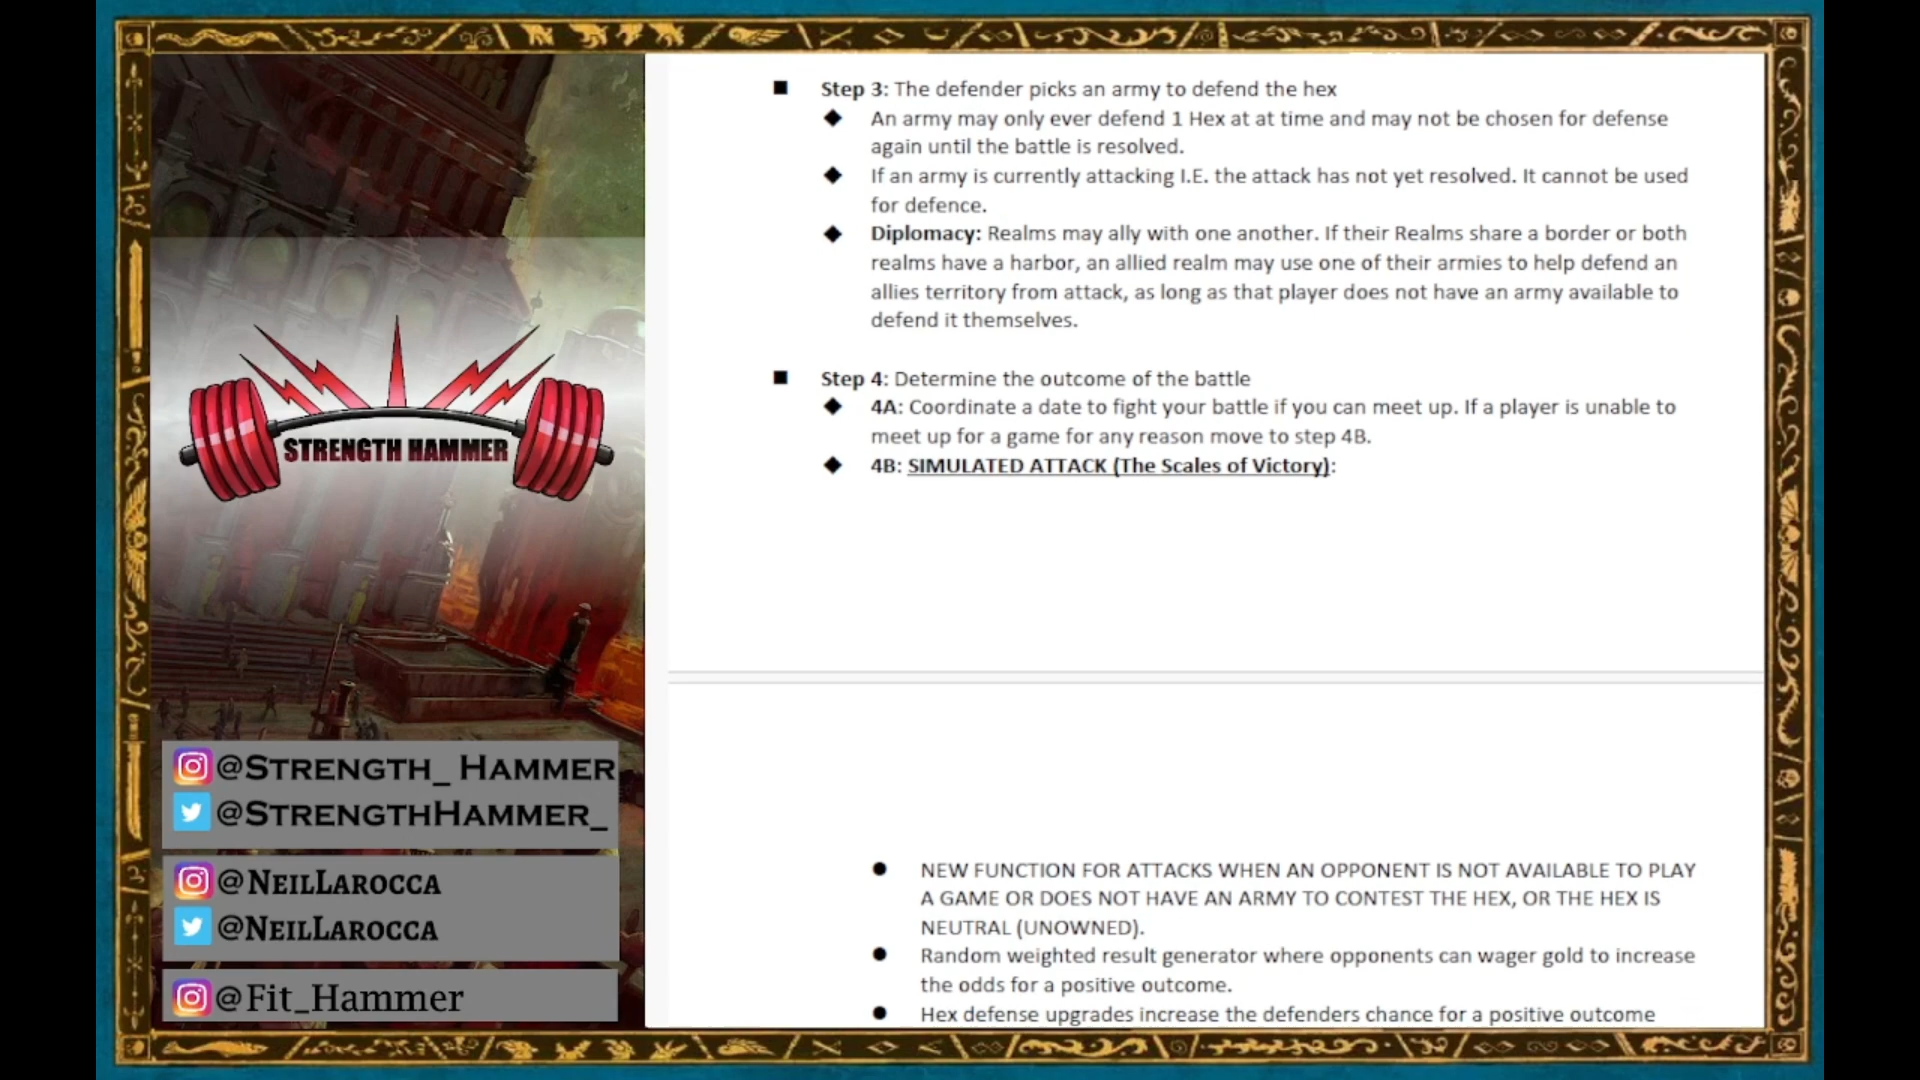 STRENGTH HAMMER
@STRENGTH_HAMMER
@STRENGTHHAMMER_
@NEILLAROCCA
@NEILLAROCCA
@Fit_Hammer
Step 3: The defender picks an army to defend the hex
An army may only ever defend 1 Hex at at time and may not be chosen for defense
again until the battle is resolved.
If an army is currently attacking I.E. the attack has not yet resolved. It cannot be used
for defence.
Diplomacy: Realms may ally with one another. If their Realms share a border or both
realms have a harbor, an allied realm may use one of their armies to help defend an
allies territory from attack, as long as that player does not have an army available to
defend it themselves.
Step 4: Determine the outcome of the battle
4A: Coordinate a date to fight your battle if you can meet up. If a player is unable to
meet up for a game for any reason move to step 4B.
4B: SIMULATED ATTACK (The Scales of Victory):
NEW FUNCTION FOR ATTACKS WHEN AN OPPONENT IS NOT AVAILABLE TO PLAY
A GAME OR DOES NOT HAVE AN ARMY TO CONTEST THE HEX, OR THE HEX IS
NEUTRAL (UNOWNED).
Random weighted result generator where opponents can wager gold to increase
the odds for a positive outcome.
Hex defense upgrades increase the defenders chance for a positive outcome